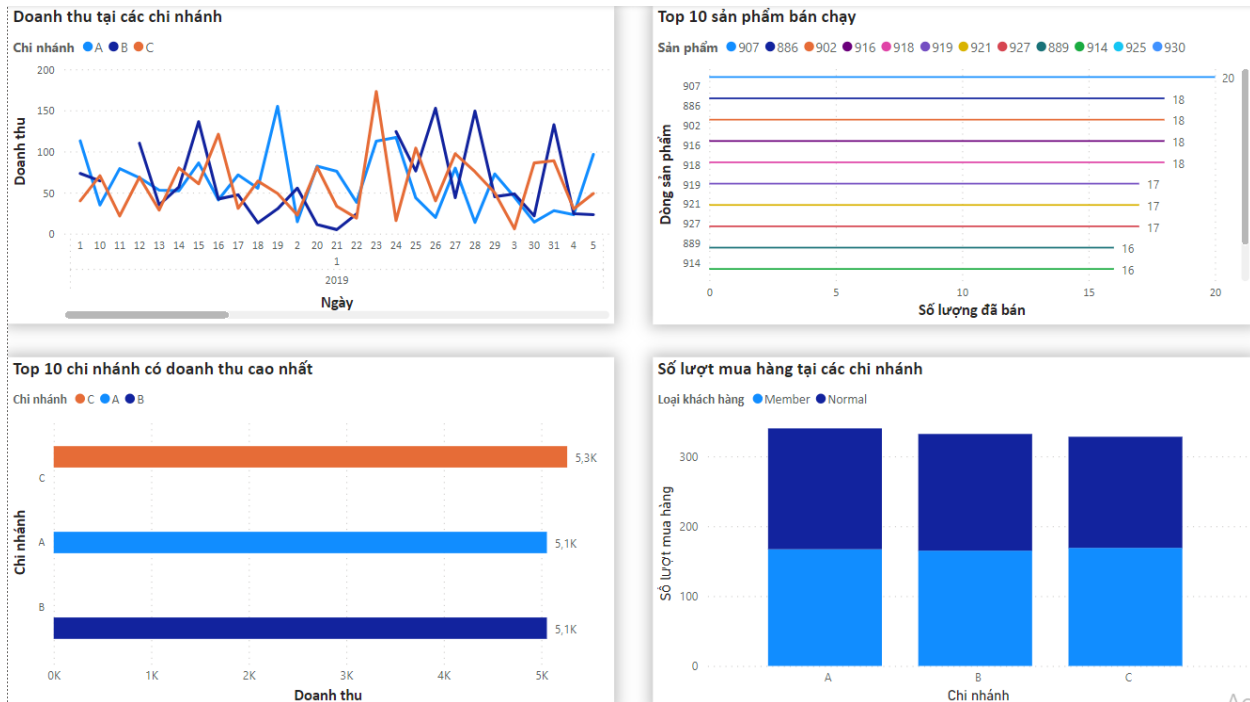 Doanh thu tại các chi nhánh
Chi nhánh A B C
Doanh thu
200
150
100
50
0
1 10 11 12 13 14 15 16 17 18 19 2 20 21 22 23 24 25 26 27 28 29 3 30 31 4 5
1
2019
Ngày
Top 10 sản phẩm bán chạy
Sản phẩm 907 886 902 916 918 919 921 927 889 914 925 930
Dòng sản phẩm
907 20
886 18
902 18
916 18
918 18
919 17
921 17
927 17
889 16
914 16
0 5 10 15 20
Số lượng đã bán
Top 10 chi nhánh có doanh thu cao nhất
Chi nhánh C A B
Chi nhánh
C 5,3K
A 5,1K
B 5,1K
0K 1K 2K 3K 4K 5K
Doanh thu
Số lượt mua hàng tại các chi nhánh
Loại khách hàng Member Normal
Số lượt mua hàng
300
200
100
0
A B C
Chi nhánh